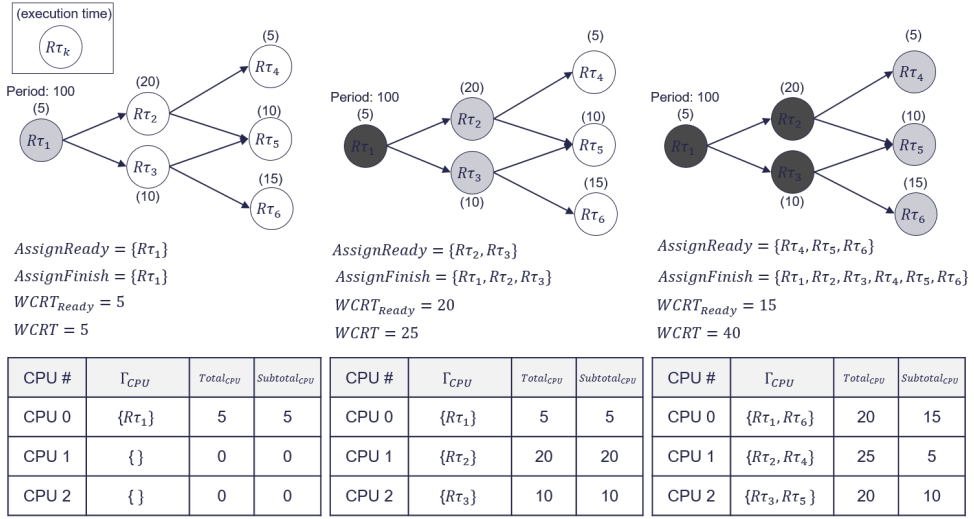 (execution time)
Rτk
Period: 100
(5)
Rτ1
(20)
Rτ2
Rτ3
(10)
(5)
Rτ4
(10)
Rτ5
(15)
Rτ6
AssignReady = {Rτ1}
AssignFinish = {Rτ1}
WCRTReady = 5
WCRT = 5
CPU # ΓCPU TotalCPU SubtotalCPU
CPU 0 {Rτ1} 5 5
CPU 1 { } 0 0
CPU 2 { } 0 0
Period: 100
(5)
Rτ1
(20)
Rτ2
Rτ3
(10)
(5)
Rτ4
(10)
Rτ5
(15)
Rτ6
AssignReady = {Rτ2, Rτ3}
AssignFinish = {Rτ1, Rτ2, Rτ3}
WCRTReady = 20
WCRT = 25
CPU # ΓCPU TotalCPU SubtotalCPU
CPU 0 {Rτ1} 5 5
CPU 1 {Rτ2} 20 20
CPU 2 {Rτ3} 10 10
Period: 100
(5)
Rτ1
(20)
Rτ2
Rτ3
(10)
(5)
Rτ4
(10)
Rτ5
(15)
Rτ6
AssignReady = {Rτ4, Rτ5, Rτ6}
AssignFinish = {Rτ1, Rτ2, Rτ3, Rτ4, Rτ5, Rτ6}
WCRTReady = 15
WCRT = 40
CPU # ΓCPU TotalCPU SubtotalCPU
CPU 0 {Rτ1, Rτ6} 20 15
CPU 1 {Rτ2, Rτ4} 25 5
CPU 2 {Rτ3, Rτ5 } 20 10